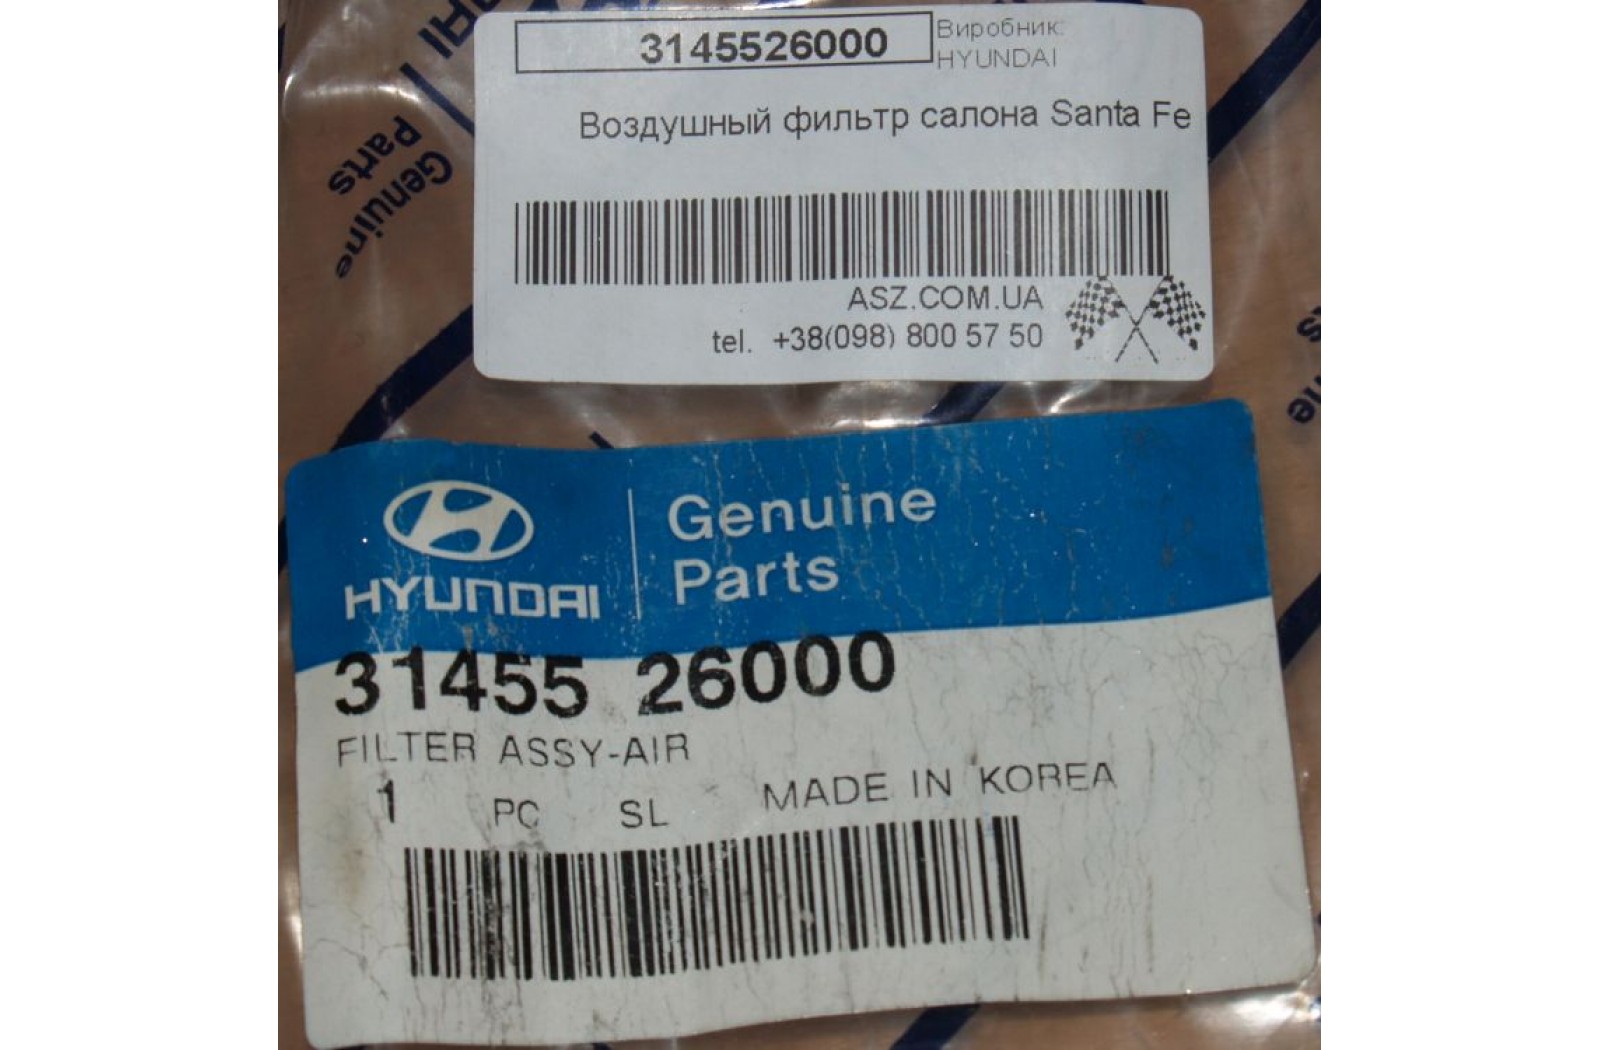 3145526000
Виробник:
HYUNDAI
Воздушный фильтр салона Santa Fe
ASZ.COM.UA
tel. +38(098) 800 57 50
Genuine
Parts
HYUNDAI
Genuine
Parts
31455 26000
FILTER ASSY-AIR
1 PC SL MADE IN KOREA